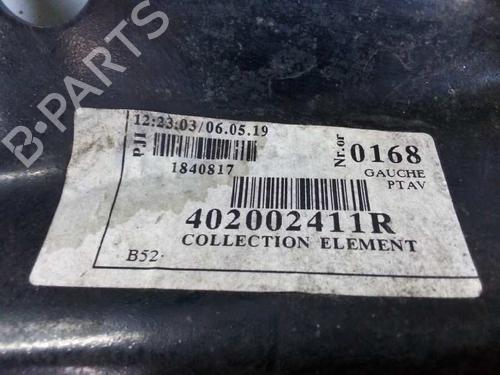 B-PARTS
12:23:03/06.05.19
PJI
1840817
Nr.or
0168
GAUCHE
PTAV
402002411R
COLLECTION ELEMENT
B52